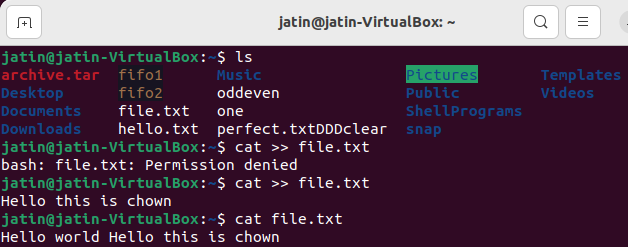 jatin@jatin-VirtualBox: ~
jatin@jatin-VirtualBox:~$ ls
archive.tar fifo1 Music Pictures Templates
Desktop fifo2 oddeven Public Videos
Documents file.txt one ShellPrograms
Downloads hello.txt perfect.txtDDDclear snap
jatin@jatin-VirtualBox:~$ cat >> file.txt
bash: file.txt: Permission denied
jatin@jatin-VirtualBox:~$ cat >> file.txt
Hello this is chown
jatin@jatin-VirtualBox:~$ cat file.txt
Hello world Hello this is chown